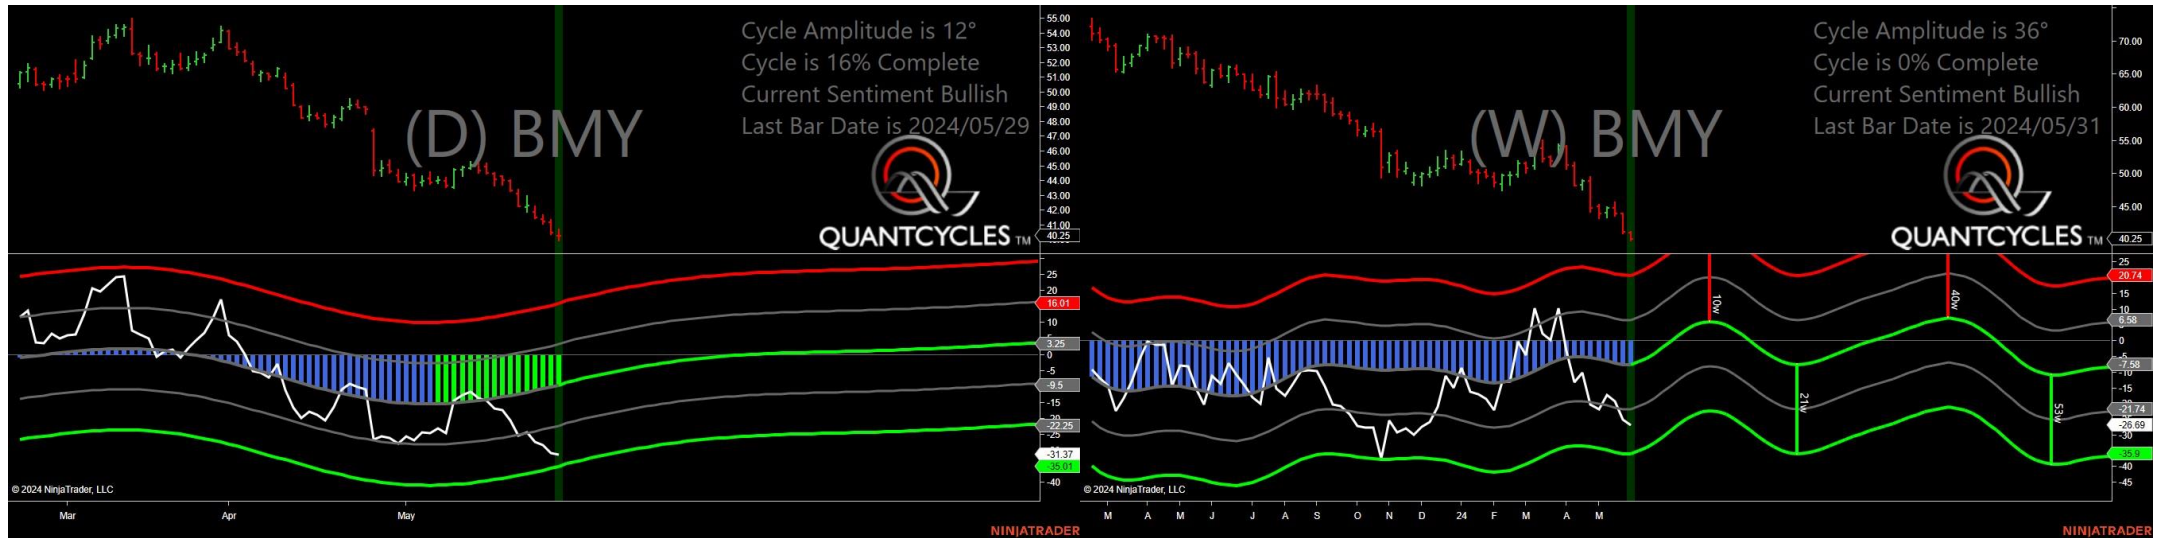 Cycle Amplitude is 12°
Cycle is 16% Complete
Current Sentiment Bullish
Last Bar Date is 2024/05/29
(D) BMY
QUANTCYCLES TM
55.00
54.00
53.00
52.00
51.00
50.00
49.00
48.00
47.00
46.00
45.00
44.00
43.00
42.00
41.00
40.25
25
20
16.01
10
5
3.25
0
-5
-9.5
-15
-22.25
-25
-31.37
-35.01
-40
© 2024 NinjaTrader, LLC
Mar Apr May
NINJATRADER
Cycle Amplitude is 36°
Cycle is 0% Complete
Current Sentiment Bullish
Last Bar Date is 2024/05/31
(W) BMY
QUANTCYCLES TM
70.00
65.00
60.00
55.00
50.00
45.00
40.25
25
20.74
15
10
6.58
0
-5
-7.58
-10
-15
-21.74
-26.69
-30
-35.9
-40
-45
10w
40w
21w
53w
© 2024 NinjaTrader, LLC
M A M J J A S O N D 24 F M A M
NINJATRADER